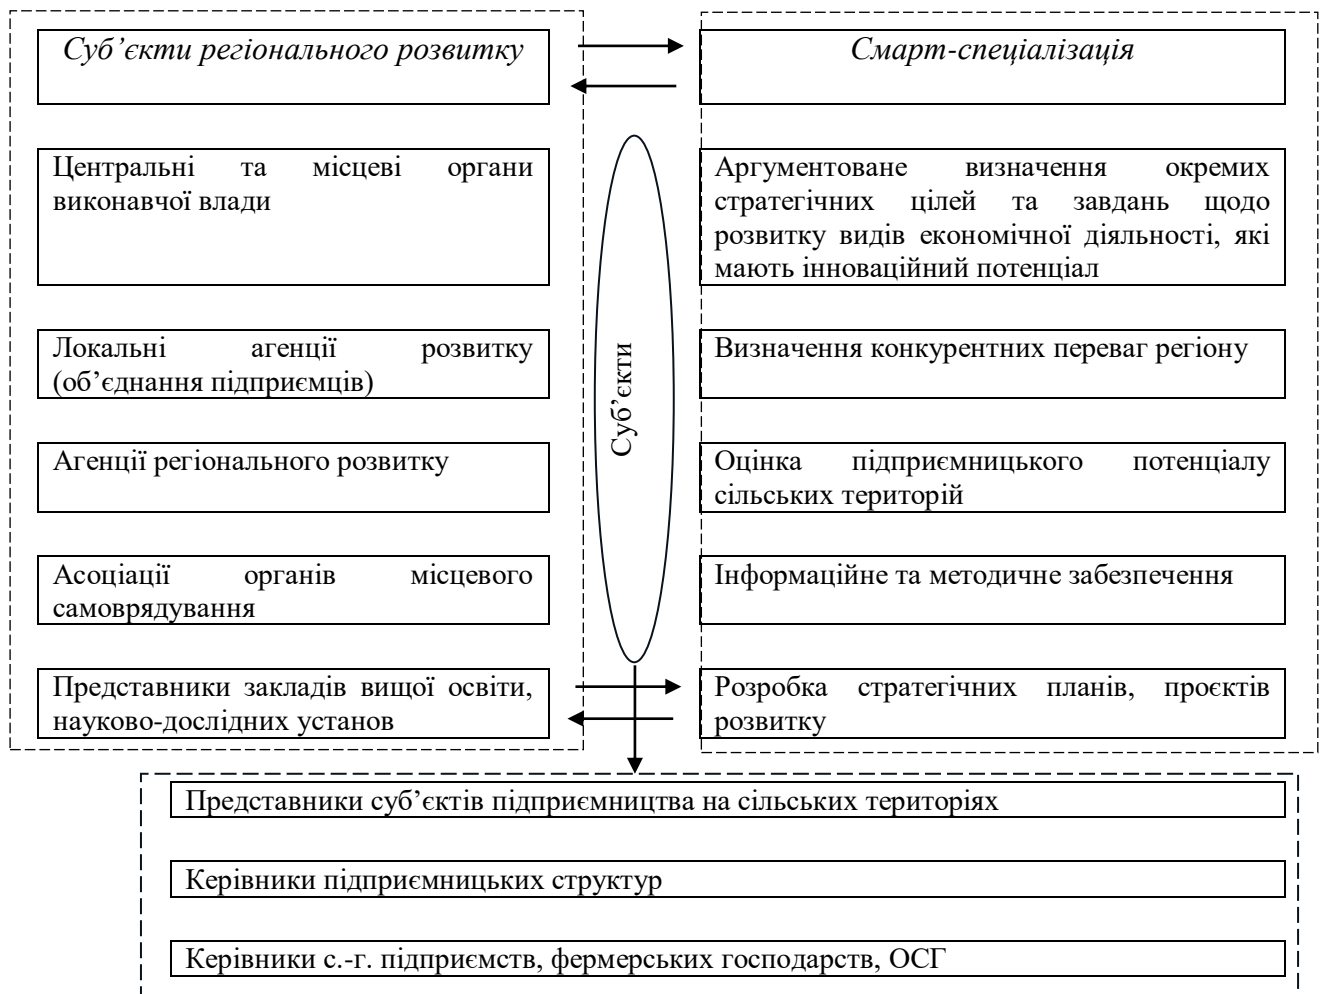 Суб’єкти регіонального розвитку
Смарт-спеціалізація
Центральні та місцеві органи
виконавчої влади
Аргументоване визначення окремих
стратегічних цілей та завдань щодо
розвитку видів економічної діяльності, які
мають інноваційний потенціал
Локальні агенції розвитку
(об’єднання підприємців)
Визначення конкурентних переваг регіону
Суб’єкти
Агенції регіонального розвитку
Оцінка підприємницького потенціалу
сільських територій
Асоціації органів місцевого
самоврядування
Інформаційне та методичне забезпечення
Представники закладів вищої освіти,
науково-дослідних установ
Розробка стратегічних планів, проєктів
розвитку
Представники суб’єктів підприємництва на сільських територіях
Керівники підприємницьких структур
Керівники с.-г. підприємств, фермерських господарств, ОСГ